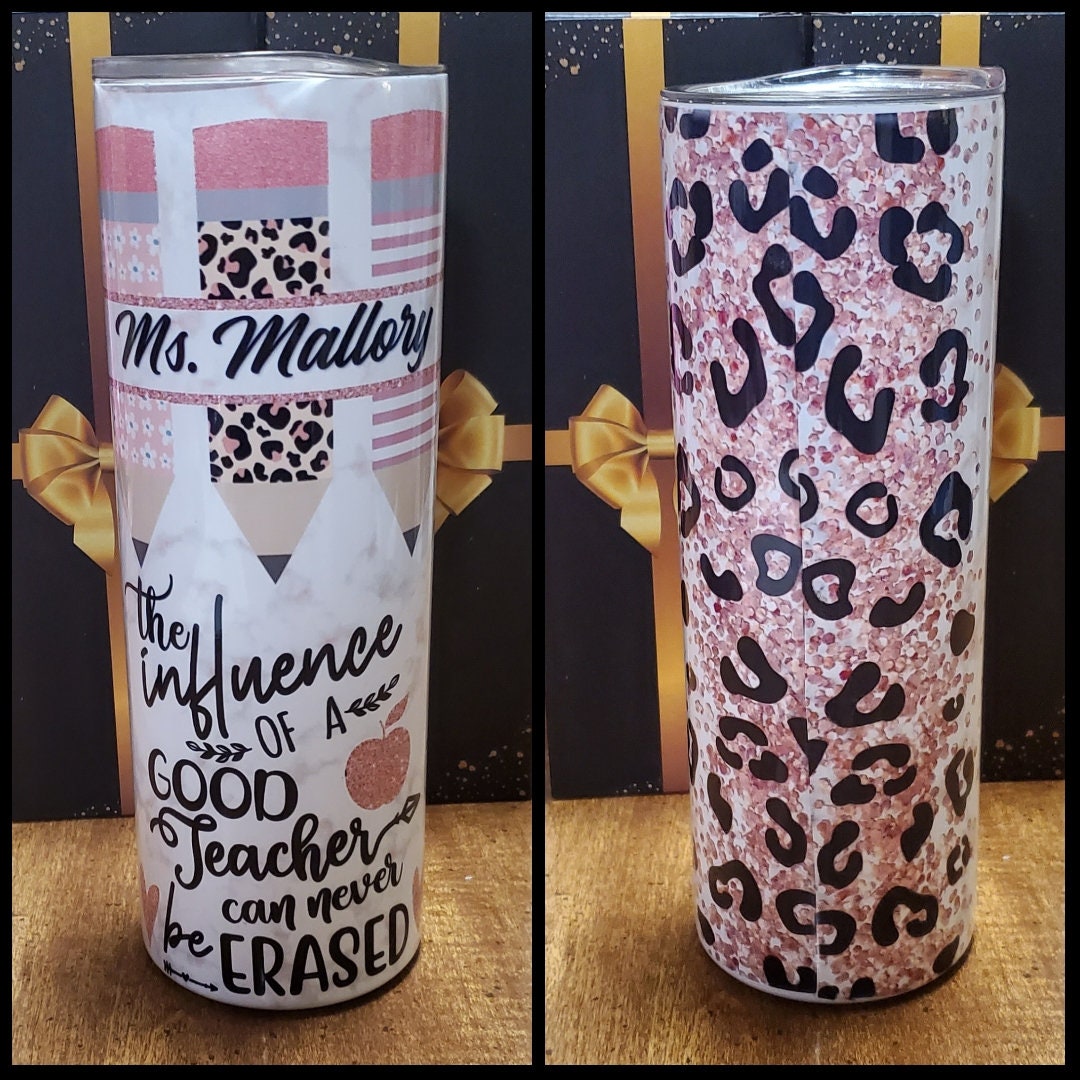 Ms. Mallory
the
influence
OF A
GOOD
Teacher
can never
be ERASED